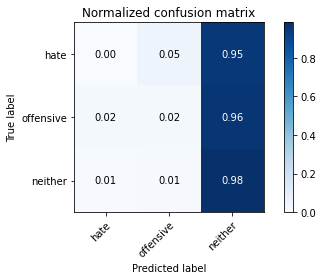 Normalized confusion matrix
True label
hate 0.00 0.05 0.95
offensive 0.02 0.02 0.96
neither 0.01 0.01 0.98
hate offensive neither
Predicted label
0.8
0.6
0.4
0.2
0.0